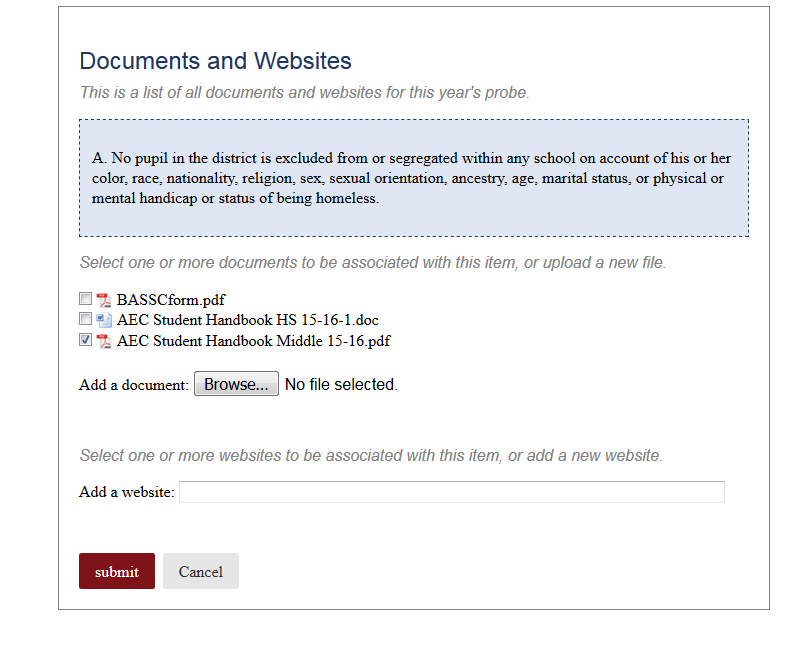 Documents and Websites
This is a list of all documents and websites for this year's probe.
A. No pupil in the district is excluded from or segregated within any school on account of his or her
color, race, nationality, religion, sex, sexual orientation, ancestry, age, marital status, or physical or
mental handicap or status of being homeless.
Select one or more documents to be associated with this item, or upload a new file.
BASSCform.pdf
AEC Student Handbook HS 15-16-1.doc
AEC Student Handbook Middle 15-16.pdf
Add a document: Browse... No file selected.
Select one or more websites to be associated with this item, or add a new website.
Add a website:
submit Cancel